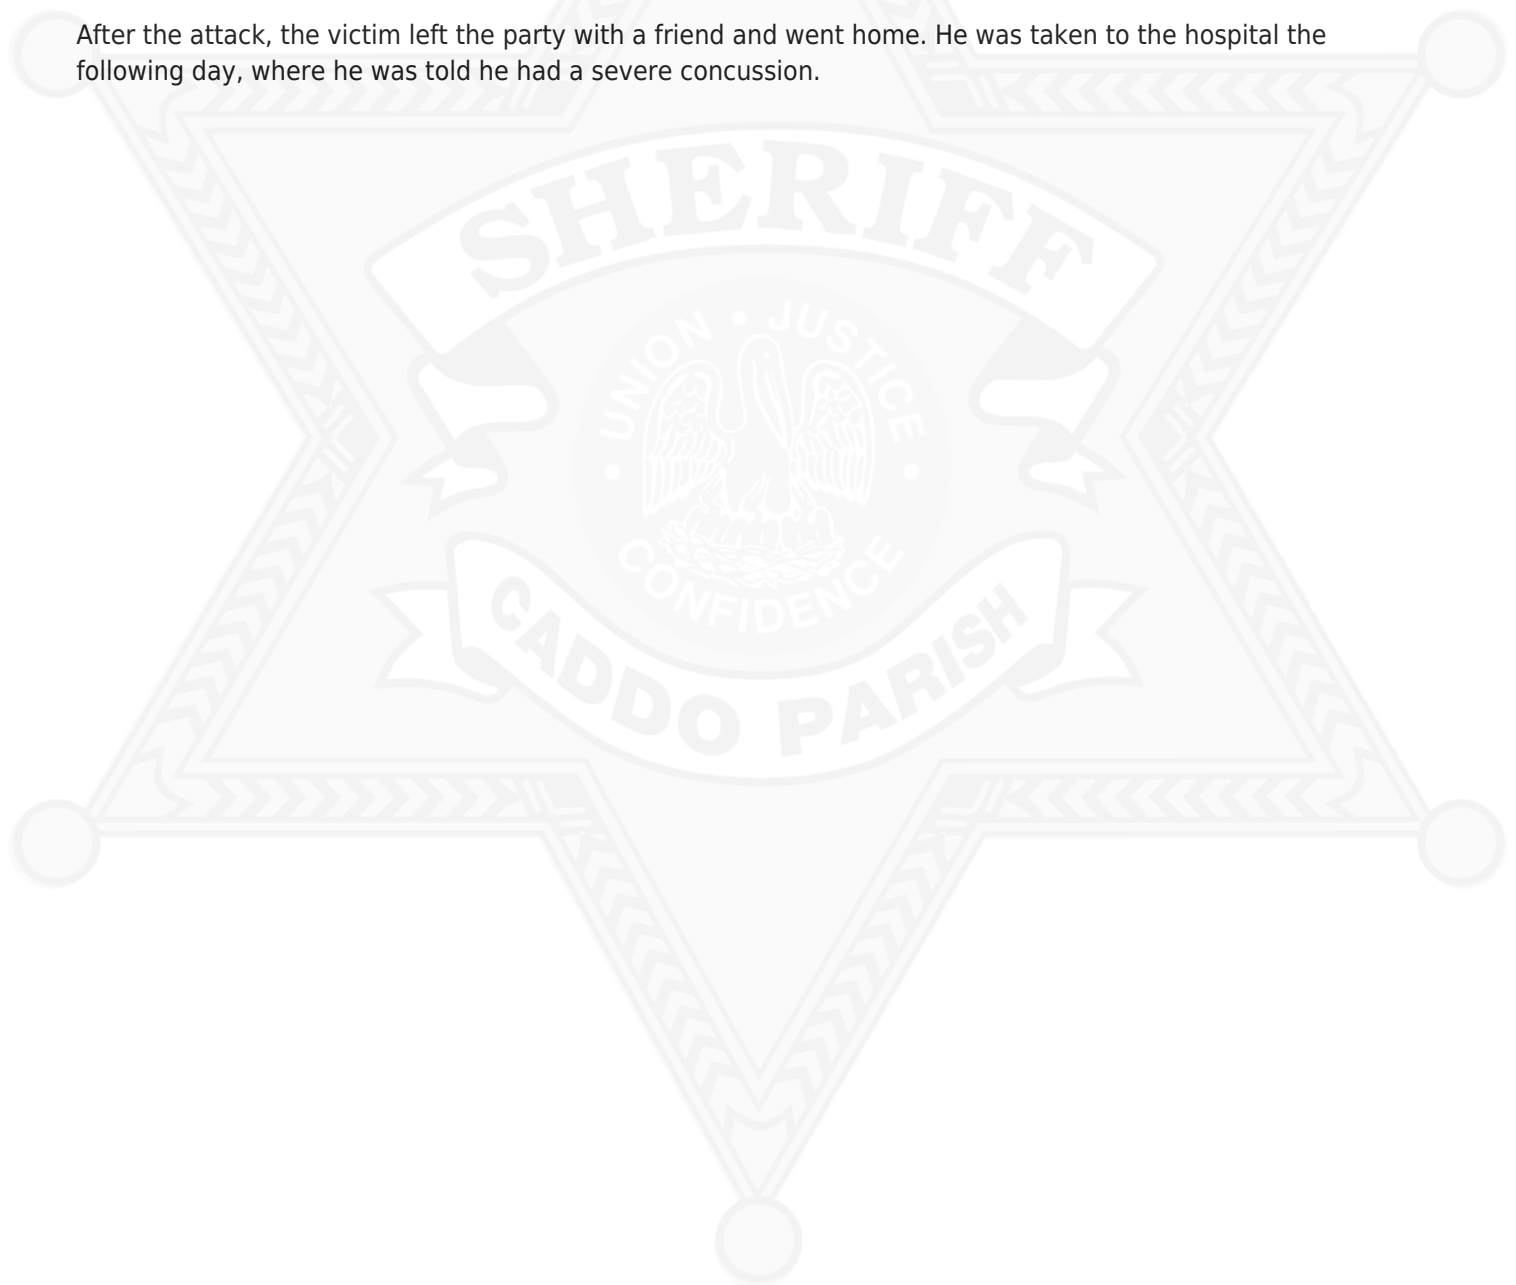 After the attack, the victim left the party with a friend and went home. He was taken to the hospital the
following day, where he was told he had a severe concussion.
SHERIFF
UNION • JUSTICE
• CONFIDENCE •
CADDO PARISH